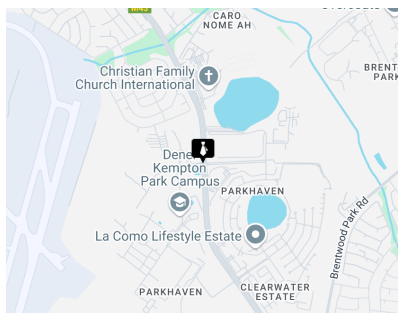 M43
CARO
NOME AH
Christian Family
Church International
BRENT
PARK
Dene
Kempton
Park Campus
PARKHAVEN
La Como Lifestyle Estate
Brentwood Park Rd
CLEARWATER
ESTATE
PARKHAVEN